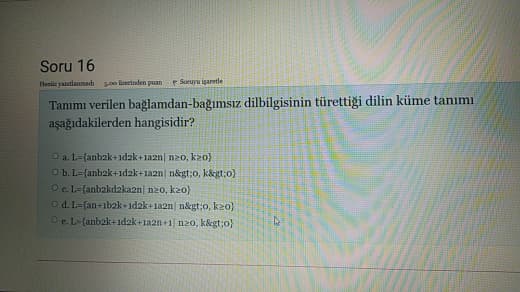 Soru 16
Henüz yanıtlanmadı 5,00 üzerinden puan Soruyu işaretle
Tanımı verilen bağlamdan-bağımsız dilbilgisinin türettiği dilin küme tanımı
aşağıdakilerden hangisidir?
a. L={anb2k+1d2k+1a2n| n≥0, k≥0}
b. L={anb2k+1d2k+1a2n| n&gt;0, k&gt;0}
c. L={anb2kd2ka2n| n≥0, k≥0}
d. L={an+1b2k+1d2k+1a2n| n&gt;0, k≥0}
e. L={anb2k+1d2k+1a2n+1| n≥0, k&gt;0}